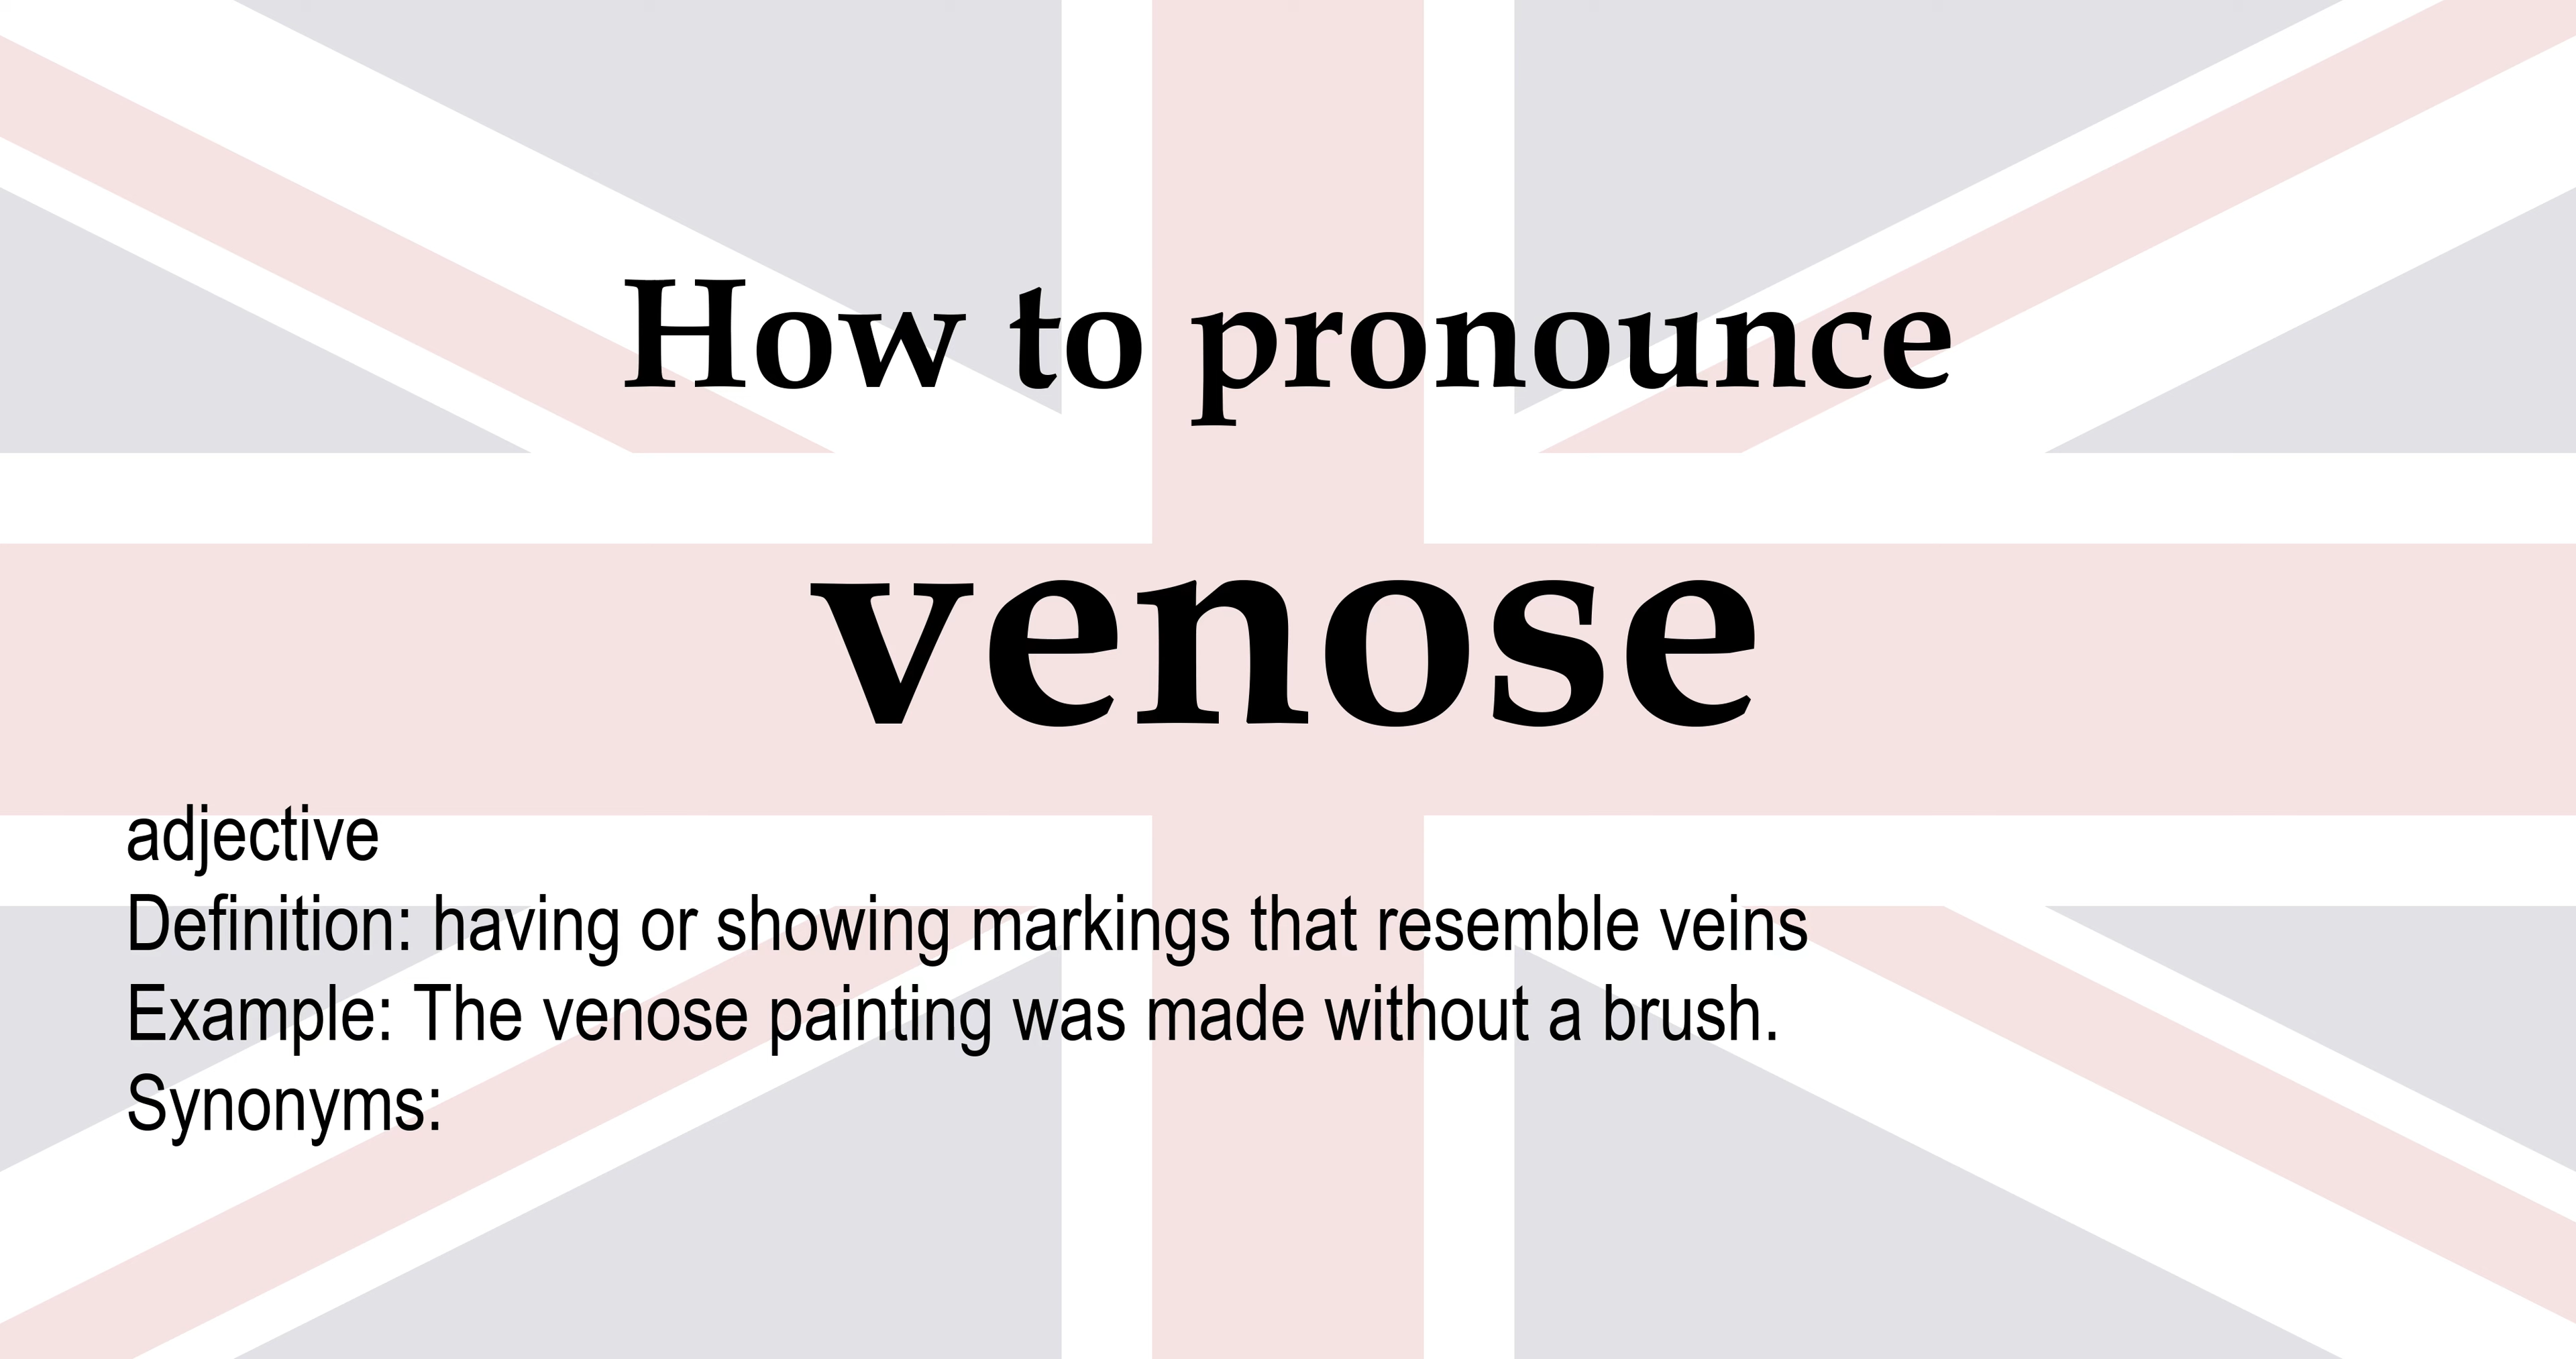 How to pronounce
venose
adjective
Definition: having or showing markings that resemble veins
Example: The venose painting was made without a brush.
Synonyms: